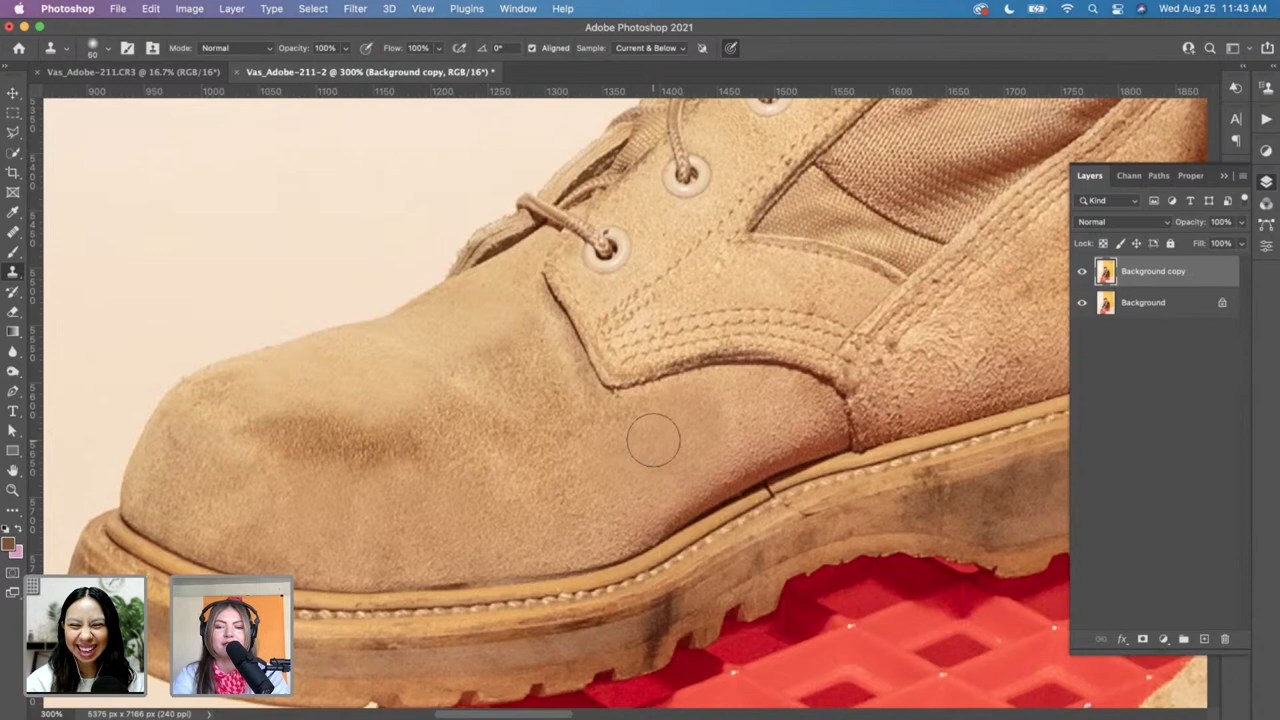 Photoshop File Edit Image Layer Type Select Filter 3D View Plugins Window Help Wed Aug 25 11:43 AM
Adobe Photoshop 2021
60 Mode: Normal Opacity: 100% Flow: 100% 0° Aligned Sample: Current & Below
× Vas_Adobe-211.CR3 @ 16.7% (RGB/16*) × Vas_Adobe-211-2 @ 300% (Background copy, RGB/16*) *
900 950 1000 1050 1100 1150 1200 1250 1300 1350 1400 1450 1500 1550 1600 1650 1700 1750 1800 1850
Layers Chann Paths Proper
Kind
Normal Opacity: 100%
Lock: Fill: 100%
Background copy
Background
fx
300% 5375 px x 7166 px (240 ppi)